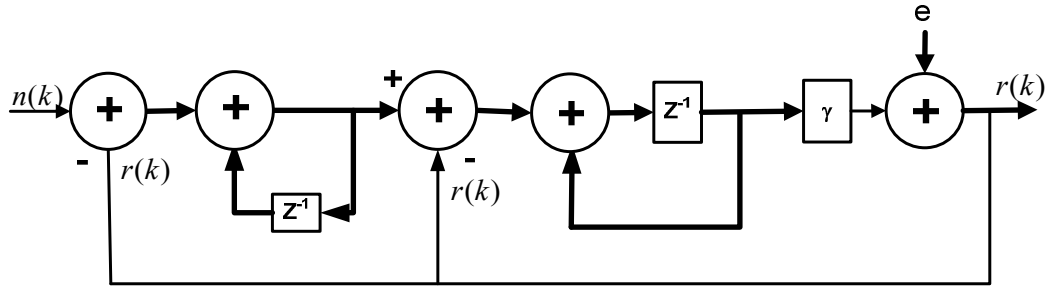 e
n(k) + + + + + Z⁻¹ γ + r(k)
- r(k) - r(k)
Z⁻¹